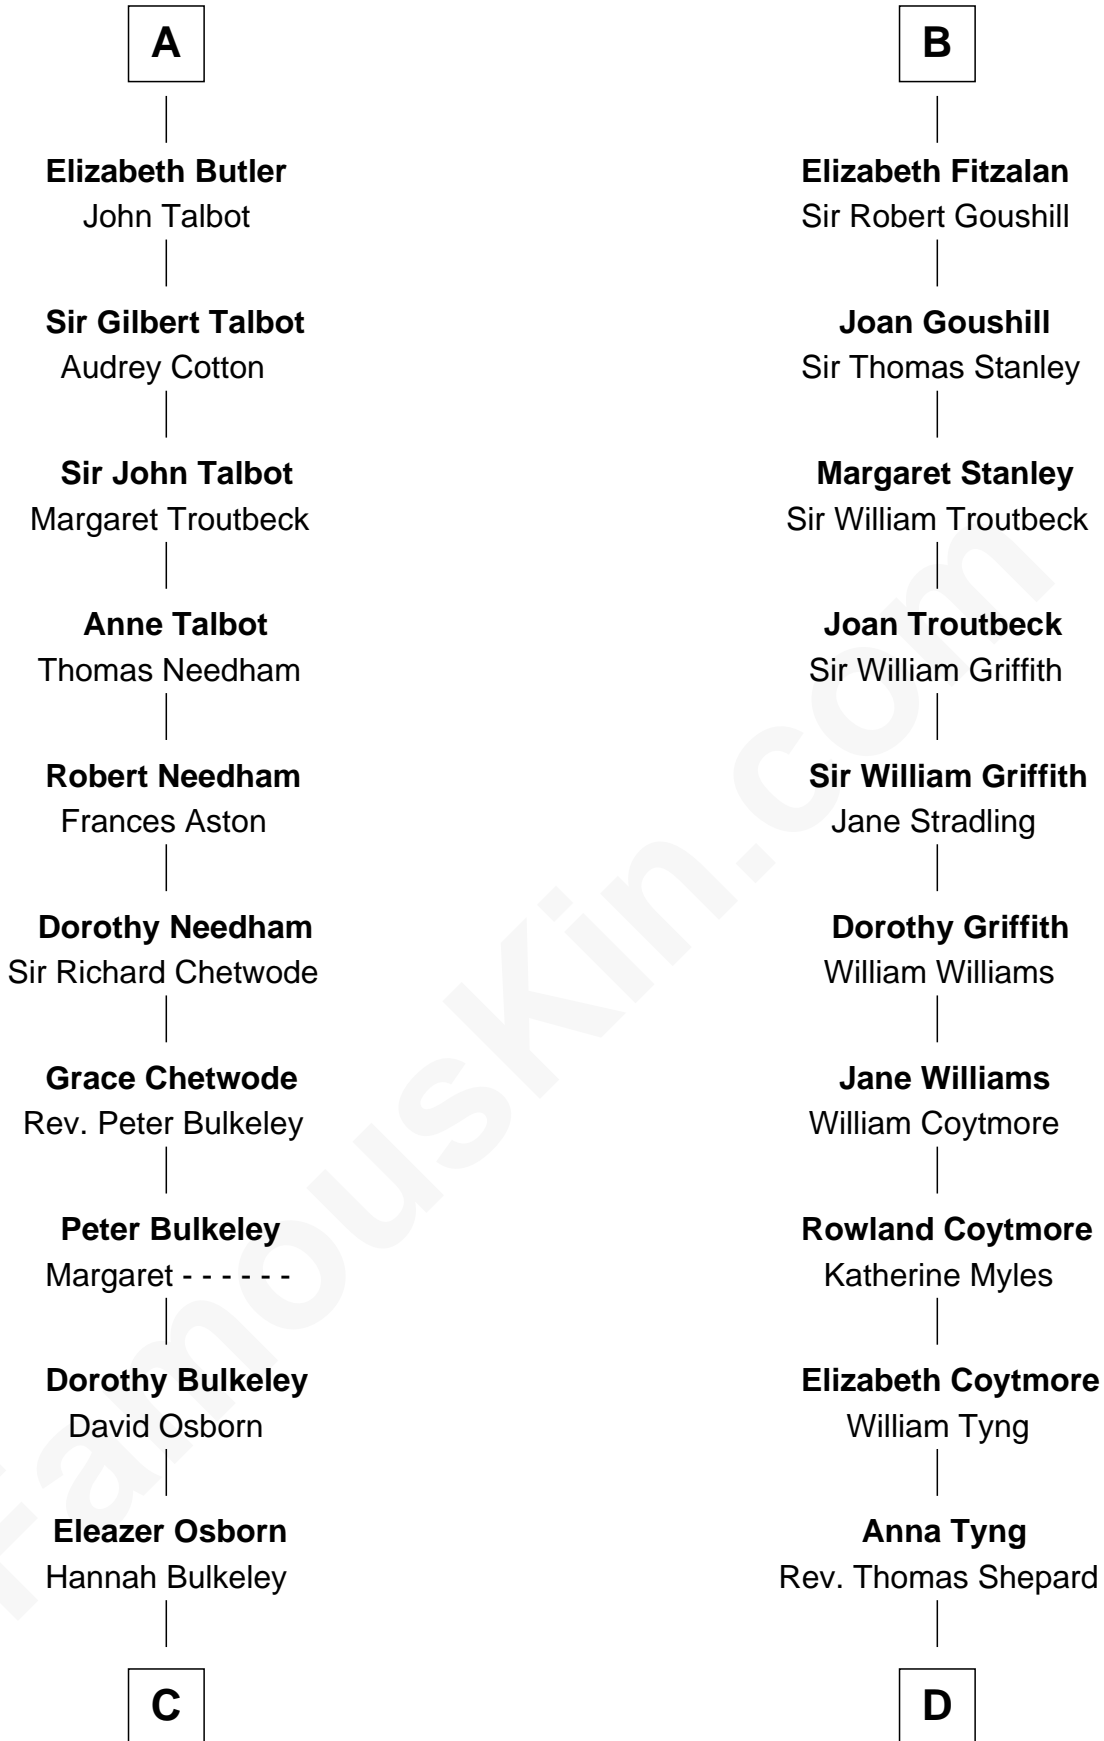 A
Elizabeth Butler
John Talbot
Sir Gilbert Talbot
Audrey Cotton
Sir John Talbot
Margaret Troutbeck
Anne Talbot
Thomas Needham
Robert Needham
Frances Aston
Dorothy Needham
Sir Richard Chetwode
Grace Chetwode
Rev. Peter Bulkeley
Peter Bulkeley
Margaret - - - - - -
Dorothy Bulkeley
David Osborn
Eleazer Osborn
Hannah Bulkeley
C
B
Elizabeth Fitzalan
Sir Robert Goushill
Joan Goushill
Sir Thomas Stanley
Margaret Stanley
Sir William Troutbeck
Joan Troutbeck
Sir William Griffith
Sir William Griffith
Jane Stradling
Dorothy Griffith
William Williams
Jane Williams
William Coytmore
Rowland Coytmore
Katherine Myles
Elizabeth Coytmore
William Tyng
Anna Tyng
Rev. Thomas Shepard
D
FamousKin.com